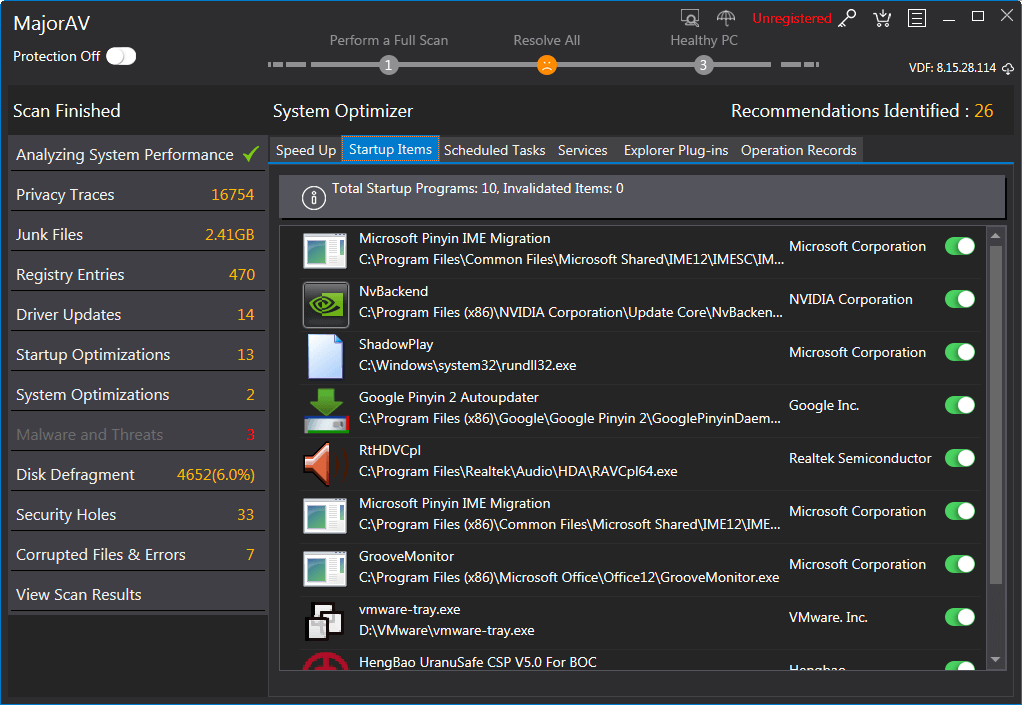 MajorAV
Unregistered
Protection Off
Perform a Full Scan
Resolve All
Healthy PC
1
3
VDF: 8.15.28.114
Scan Finished
System Optimizer
Recommendations Identified : 26
Analyzing System Performance
Privacy Traces 16754
Junk Files 2.41GB
Registry Entries 470
Driver Updates 14
Startup Optimizations 13
System Optimizations 2
Malware and Threats 3
Disk Defragment 4652(6.0%)
Security Holes 33
Corrupted Files & Errors 7
View Scan Results
Speed Up Startup Items Scheduled Tasks Services Explorer Plug-ins Operation Records
Total Startup Programs: 10, Invalidated Items: 0
Microsoft Pinyin IME Migration
C:\Program Files\Common Files\Microsoft Shared\IME12\IMESC\IM...
Microsoft Corporation
NvBackend
C:\Program Files (x86)\NVIDIA Corporation\Update Core\NvBacken...
NVIDIA Corporation
ShadowPlay
C:\Windows\system32\rundll32.exe
Microsoft Corporation
Google Pinyin 2 Autoupdater
C:\Program Files (x86)\Google\Google Pinyin 2\GooglePinyinDaem...
Google Inc.
RtHDVCpl
C:\Program Files\Realtek\Audio\HDA\RAVCpl64.exe
Realtek Semiconductor
Microsoft Pinyin IME Migration
C:\Program Files (x86)\Common Files\Microsoft Shared\IME12\IME...
Microsoft Corporation
GrooveMonitor
C:\Program Files (x86)\Microsoft Office\Office12\GrooveMonitor.exe
Microsoft Corporation
vmware-tray.exe
D:\VMware\vmware-tray.exe
VMware. Inc.
HengBao UranuSafe CSP V5.0 For BOC
Hengbao